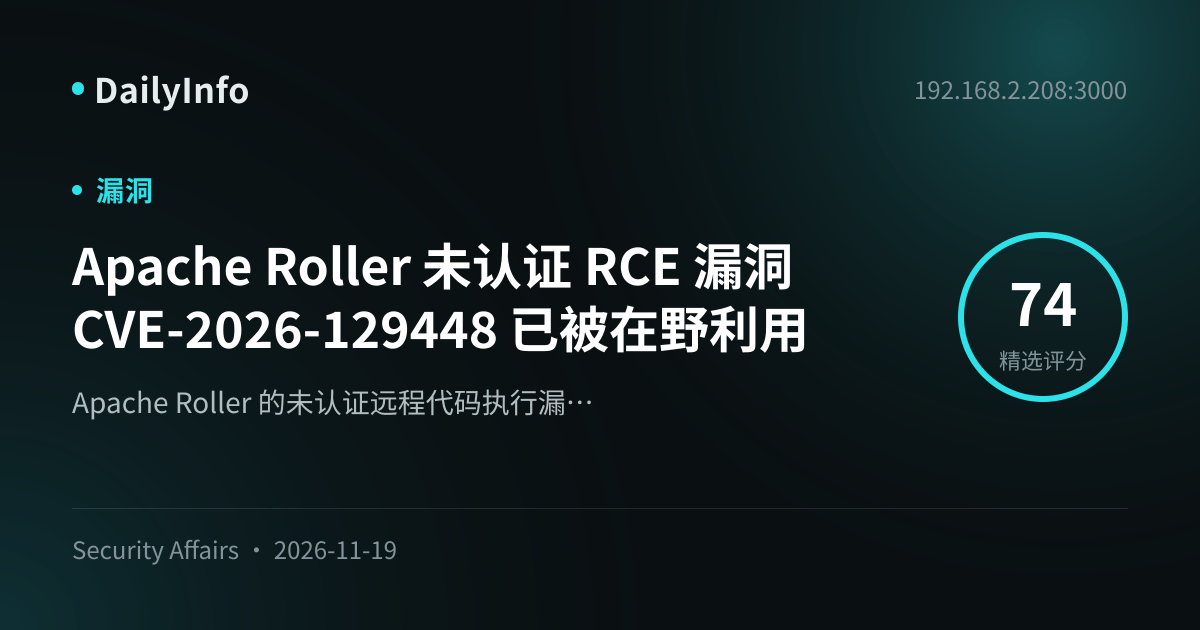 DailyInfo
192.168.2.208:3000
漏洞
Apache Roller 未认证 RCE 漏洞
CVE-2026-129448 已被在野利用
74
精选评分
Apache Roller 的未认证远程代码执行漏…
Security Affairs · 2026-11-19